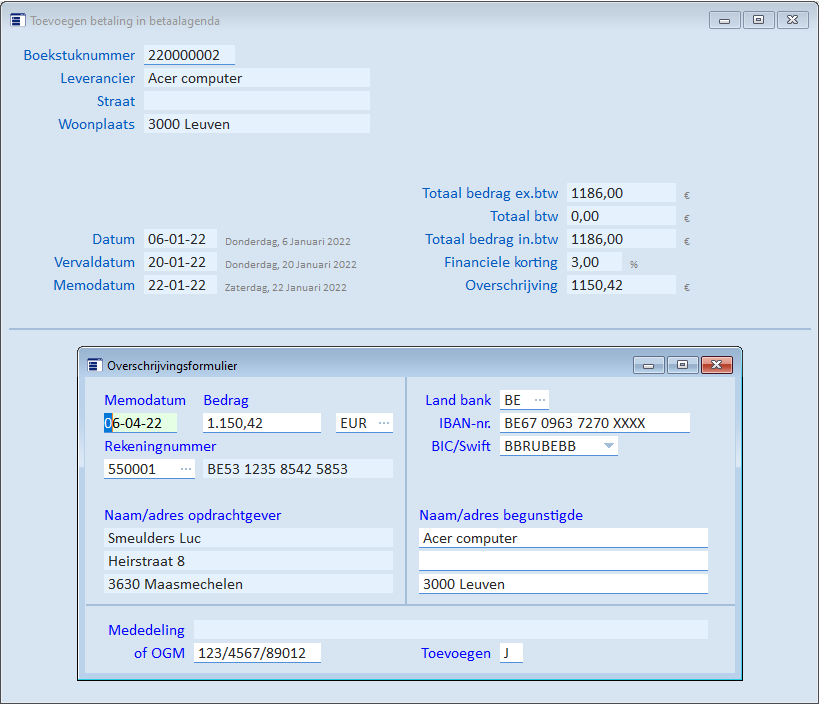 Toevoegen betaling in betaalagenda
Boekstuknummer 220000002
Leverancier Acer computer
Straat
Woonplaats 3000 Leuven
Totaal bedrag ex.btw 1186,00 €
Totaal btw 0,00 €
Datum 06-01-22 Donderdag, 6 Januari 2022 Totaal bedrag in.btw 1186,00 €
Vervaldatum 20-01-22 Donderdag, 20 Januari 2022 Financiele korting 3,00 %
Memodatum 22-01-22 Zaterdag, 22 Januari 2022 Overschrijving 1150,42 €
Overschrijvingsformulier
Memodatum Bedrag Land bank BE ...
06-04-22 1.150,42 EUR ... IBAN-nr. BE67 0963 7270 XXXX
Rekeningnummer BIC/Swift BBRUBEBB
550001 ... BE53 1235 8542 5853
Naam/adres opdrachtgever Naam/adres begunstigde
Smeulders Luc Acer computer
Heirstraat 8
3630 Maasmechelen 3000 Leuven
Mededeling
of OGM 123/4567/89012 Toevoegen J